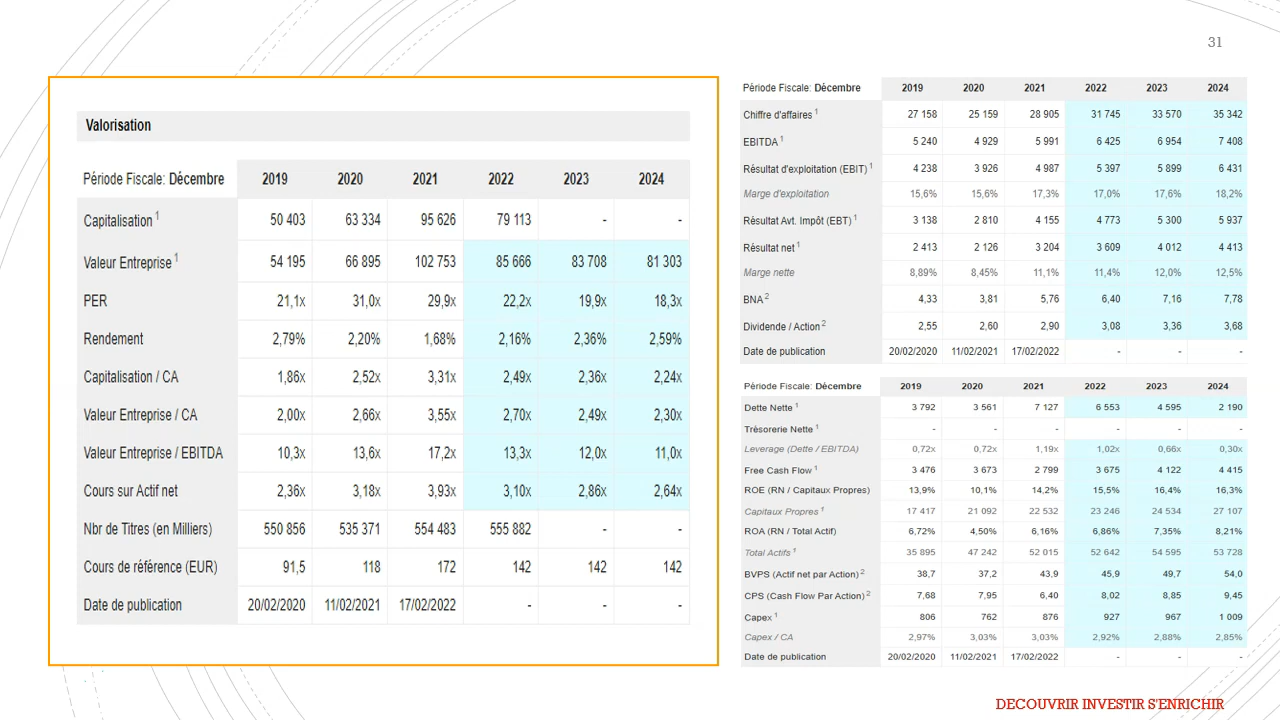 31
Valorisation
Période Fiscale: Décembre 2019 2020 2021 2022 2023 2024
Capitalisation 1 50 403 63 334 95 626 79 113 - -
Valeur Entreprise 1 54 195 66 895 102 753 85 666 83 708 81 303
PER 21,1x 31,0x 29,9x 22,2x 19,9x 18,3x
Rendement 2,79% 2,20% 1,68% 2,16% 2,36% 2,59%
Capitalisation / CA 1,86x 2,52x 3,31x 2,49x 2,36x 2,24x
Valeur Entreprise / CA 2,00x 2,66x 3,55x 2,70x 2,49x 2,30x
Valeur Entreprise / EBITDA 10,3x 13,6x 17,2x 13,3x 12,0x 11,0x
Cours sur Actif net 2,36x 3,18x 3,93x 3,10x 2,86x 2,64x
Nbr de Titres (en Milliers) 550 856 535 371 554 483 555 882 - -
Cours de référence (EUR) 91,5 118 172 142 142 142
Date de publication 20/02/2020 11/02/2021 17/02/2022 - - -
Période Fiscale: Décembre 2019 2020 2021 2022 2023 2024
Chiffre d'affaires 1 27 158 25 159 28 905 31 745 33 570 35 342
EBITDA 1 5 240 4 929 5 991 6 425 6 954 7 408
Résultat d'exploitation (EBIT) 1 4 238 3 926 4 987 5 397 5 899 6 431
Marge d'exploitation 15,6% 15,6% 17,3% 17,0% 17,6% 18,2%
Résultat Avt. Impôt (EBT) 1 3 138 2 810 4 155 4 773 5 300 5 937
Résultat net 1 2 413 2 126 3 204 3 609 4 012 4 413
Marge nette 8,89% 8,45% 11,1% 11,4% 12,0% 12,5%
BNA 2 4,33 3,81 5,76 6,40 7,16 7,78
Dividende / Action 2 2,55 2,60 2,90 3,08 3,36 3,68
Date de publication 20/02/2020 11/02/2021 17/02/2022 - - -
Période Fiscale: Décembre 2019 2020 2021 2022 2023 2024
Dette Nette 1 3 792 3 561 7 127 6 553 4 595 2 190
Trésorerie Nette 1 - - - - - -
Leverage (Dette / EBITDA) 0,72x 0,72x 1,19x 1,02x 0,66x 0,30x
Free Cash Flow 1 3 476 3 673 2 799 3 675 4 122 4 415
ROE (RN / Capitaux Propres) 13,9% 10,1% 14,2% 15,5% 16,4% 16,3%
Capitaux Propres 1 17 417 21 092 22 532 23 246 24 534 27 107
ROA (RN / Total Actif) 6,72% 4,50% 6,16% 6,86% 7,35% 8,21%
Total Actifs 1 35 895 47 242 52 015 52 642 54 595 53 728
BVPS (Actif net par Action) 2 38,7 37,2 43,9 45,9 49,7 54,0
CPS (Cash Flow Par Action) 2 7,68 7,95 6,40 8,02 8,85 9,45
Capex 1 806 762 876 927 967 1 009
Capex / CA 2,97% 3,03% 3,03% 2,92% 2,88% 2,85%
Date de publication 20/02/2020 11/02/2021 17/02/2022 - - -
DECOUVRIR INVESTIR S'ENRICHIR